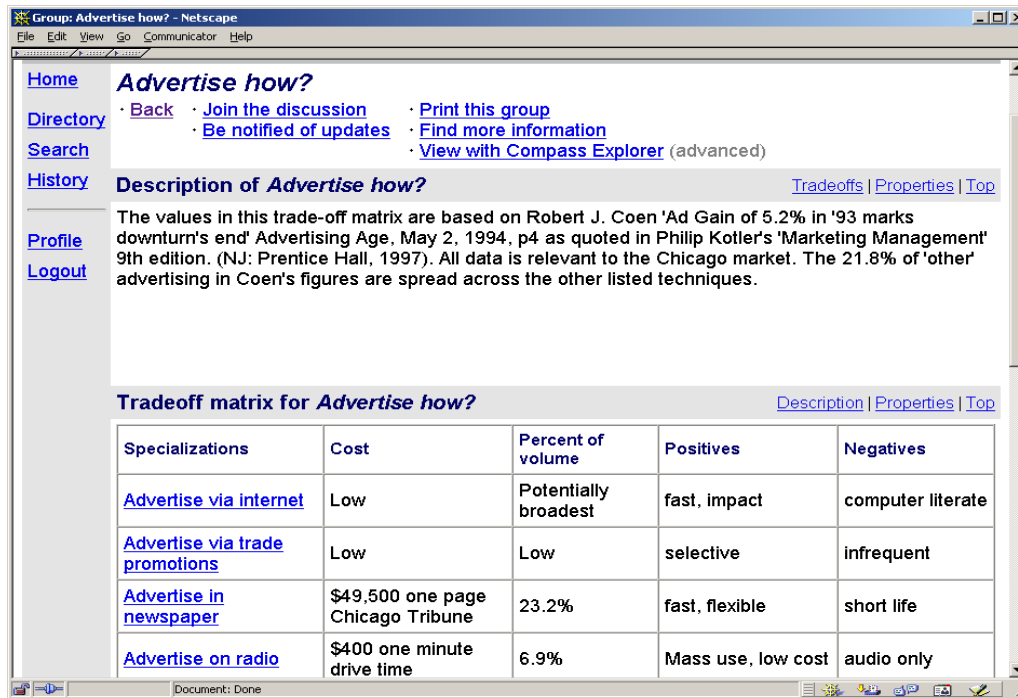 Group: Advertise how? - Netscape
File Edit View Go Communicator Help
Home
Directory
Search
History
Profile
Logout
Advertise how?
· Back · Join the discussion · Print this group
· Be notified of updates · Find more information
· View with Compass Explorer (advanced)
Description of Advertise how? Tradeoffs | Properties | Top
The values in this trade-off matrix are based on Robert J. Coen 'Ad Gain of 5.2% in '93 marks
downturn's end' Advertising Age, May 2, 1994, p4 as quoted in Philip Kotler's 'Marketing Management'
9th edition. (NJ: Prentice Hall, 1997). All data is relevant to the Chicago market. The 21.8% of 'other'
advertising in Coen's figures are spread across the other listed techniques.
Tradeoff matrix for Advertise how? Description | Properties | Top
Specializations Cost Percent of volume Positives Negatives
Advertise via internet Low Potentially broadest fast, impact computer literate
Advertise via trade promotions Low Low selective infrequent
Advertise in newspaper $49,500 one page Chicago Tribune 23.2% fast, flexible short life
Advertise on radio $400 one minute drive time 6.9% Mass use, low cost audio only
Document: Done